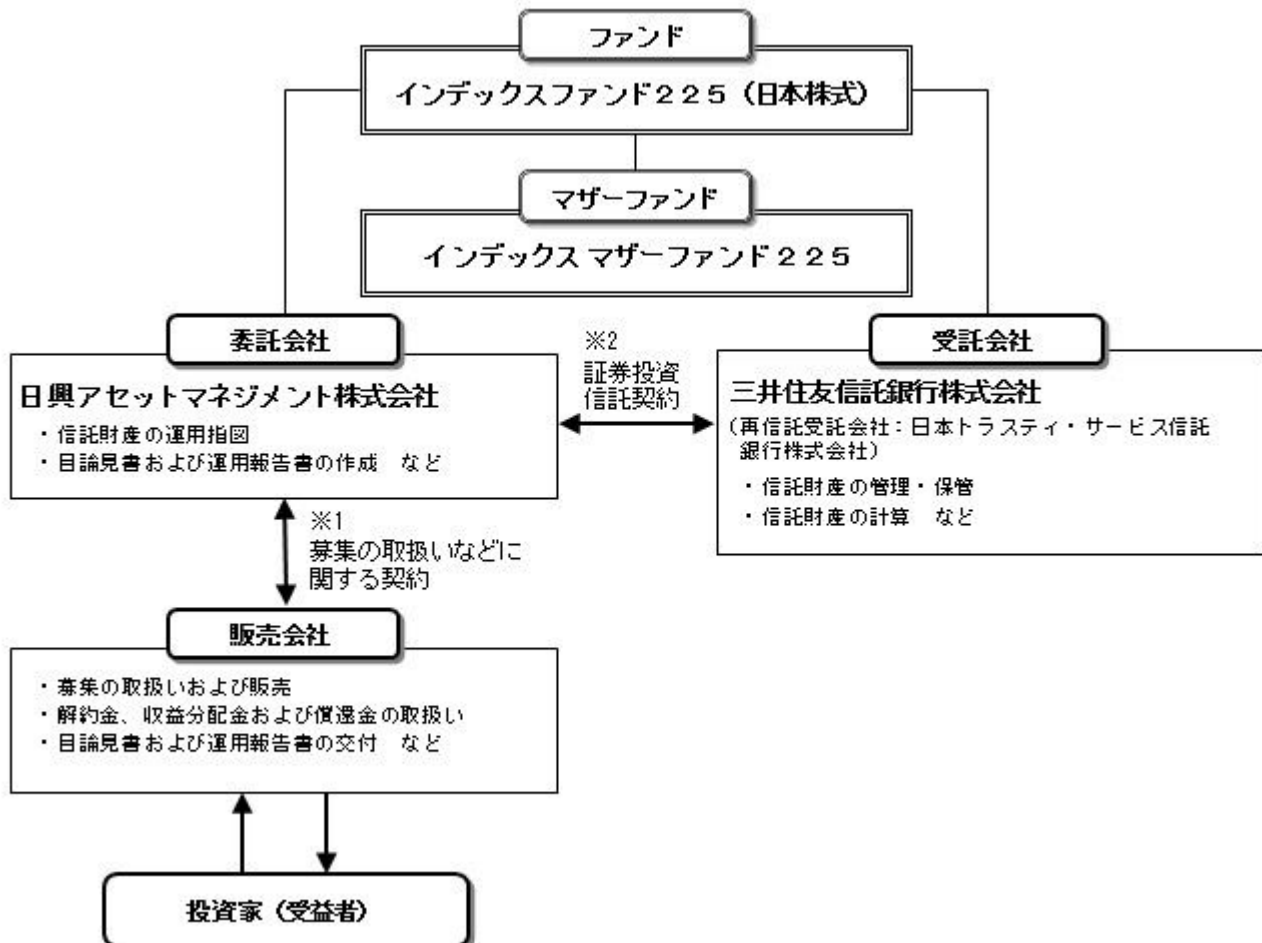 ファンド
インデックスファンド２２５（日本株式）
マザーファンド
インデックス マザーファンド２２５
委託会社
日興アセットマネジメント株式会社
・信託財産の運用指図
・目論見書および運用報告書の作成　など
※2
証券投資
信託契約
受託会社
三井住友信託銀行株式会社
（再信託受託会社：日本トラスティ・サービス信託
銀行株式会社）
・信託財産の管理・保管
・信託財産の計算　など
※1
募集の取扱いなどに
関する契約
販売会社
・募集の取扱いおよび販売
・解約金、収益分配金および償還金の取扱い
・目論見書および運用報告書の交付　など
投資家（受益者）